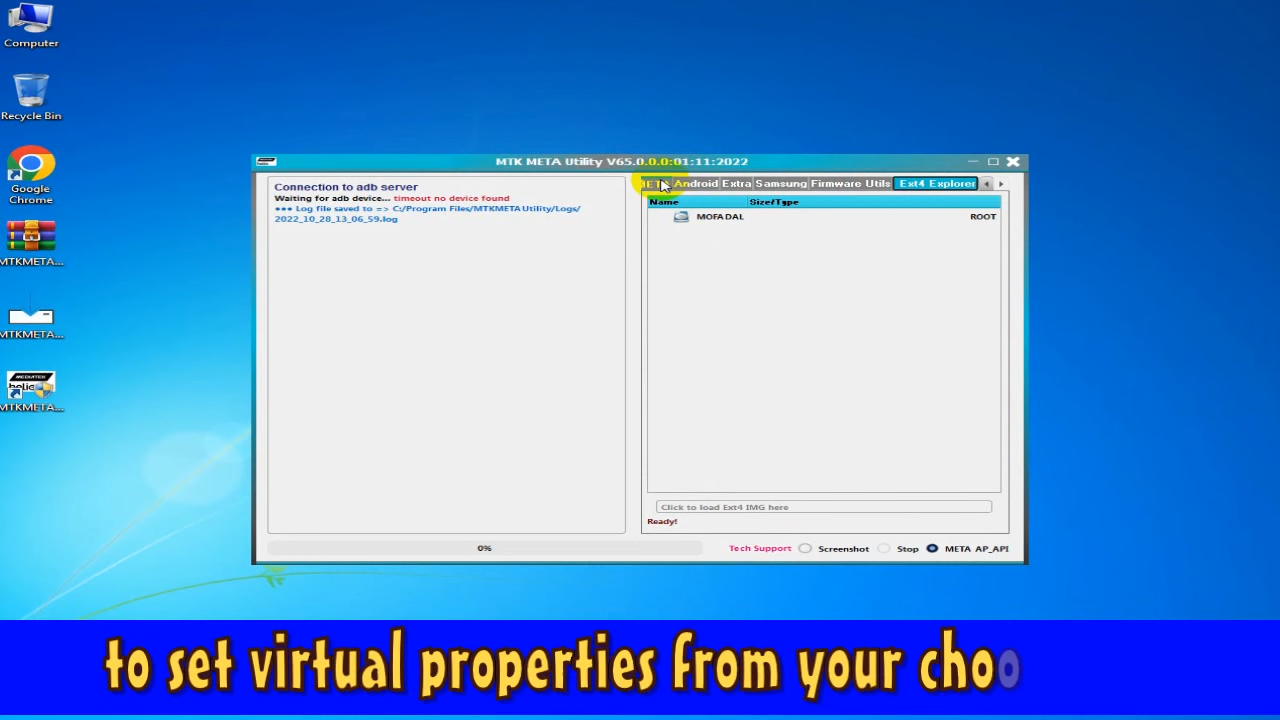 Computer
Recycle Bin
Google
Chrome
MTKMETA...
MTKMETA...
MTKMETA...
MTK META Utility V65.0.0.0:01:11:2022
Connection to adb server
Waiting for adb device... timeout no device found
*** Log file saved to => C:/Program Files/MTKMETAUtility/Logs/
2022_10_28_13_06_59.log
META Android Extra Samsung Firmware Utils Ext4 Explorer
Name Size/Type
MOFADAL ROOT
Click to load Ext4 IMG here
Ready!
0%
Tech Support Screenshot Stop META AP_API
to set virtual properties from your choo